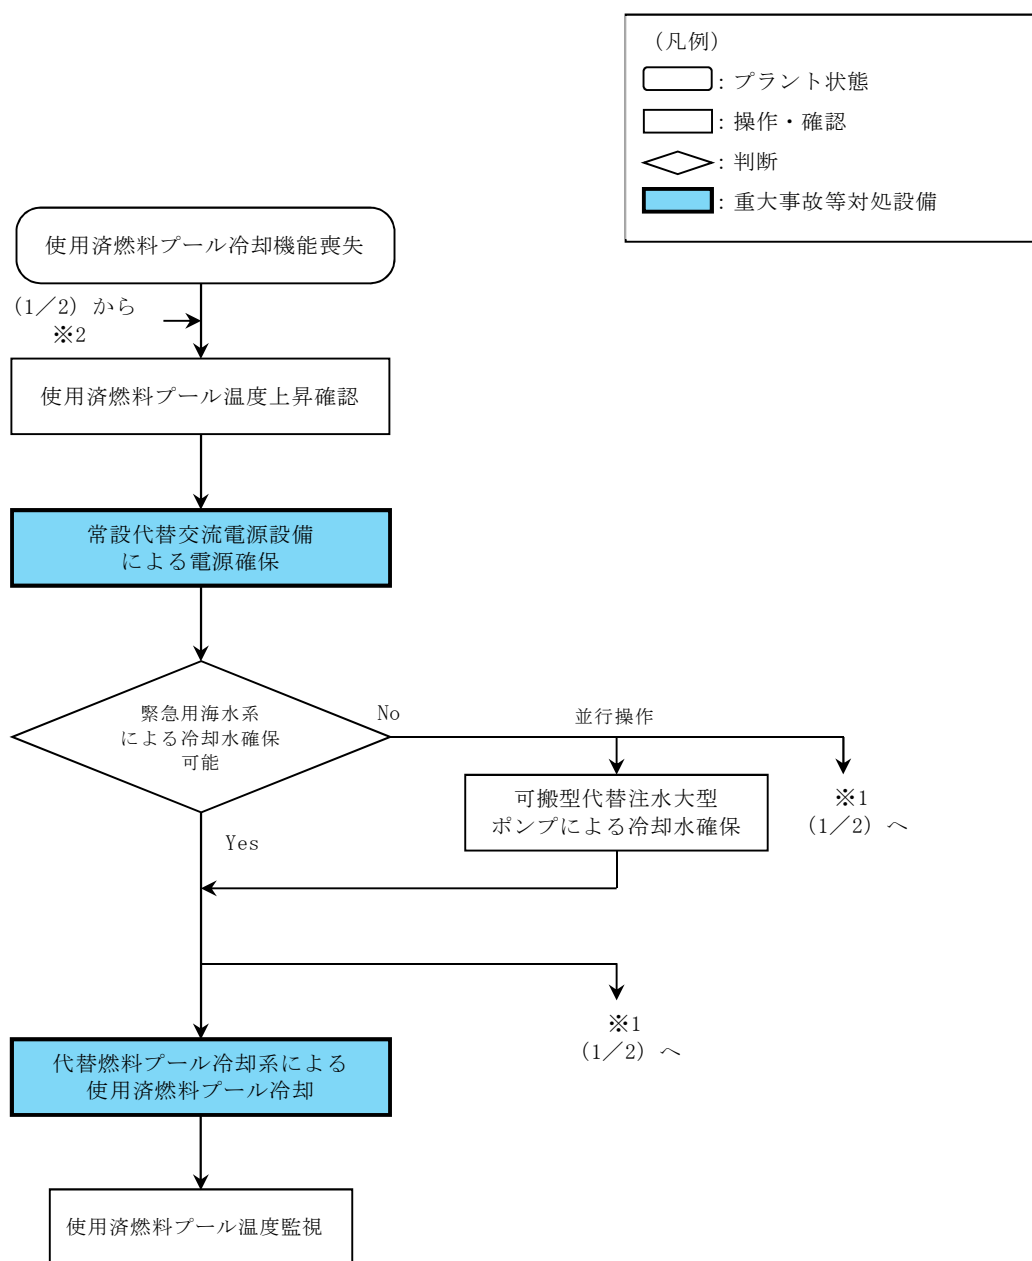 (凡例)
：プラント状態
：操作・確認
：判断
：重大事故等対処設備
使用済燃料プール冷却機能喪失
(1／2) から
※2
使用済燃料プール温度上昇確認
常設代替交流電源設備
による電源確保
緊急用海水系
による冷却水確保
可能
No
並行操作
可搬型代替注水大型
ポンプによる冷却水確保
※1
(1／2) へ
Yes
※1
(1／2) へ
代替燃料プール冷却系による
使用済燃料プール冷却
使用済燃料プール温度監視